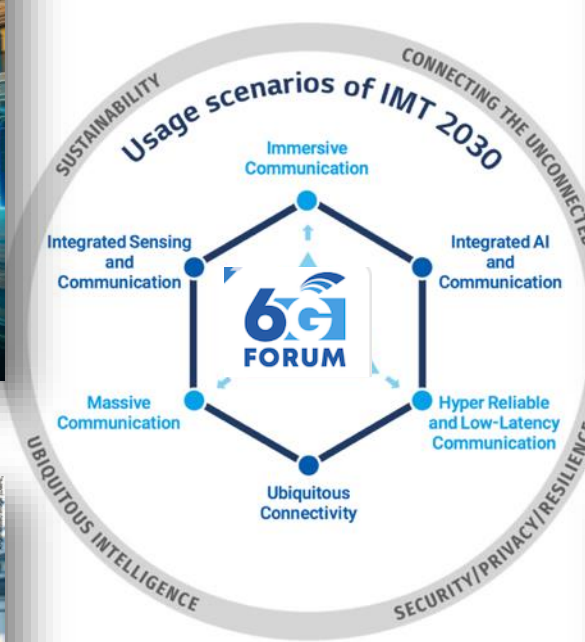 SUSTAINABILITY
CONNECTING THE UNCONNECTED
Usage scenarios of IMT 2030
Immersive
Communication
Integrated Sensing
and
Communication
Integrated AI
and
Communication
6G
FORUM
Massive
Communication
Hyper Reliable
and Low-Latency
Communication
Ubiquitous
Connectivity
UBIQUITOUS INTELLIGENCE
SECURITY/PRIVACY/RESILIENCE